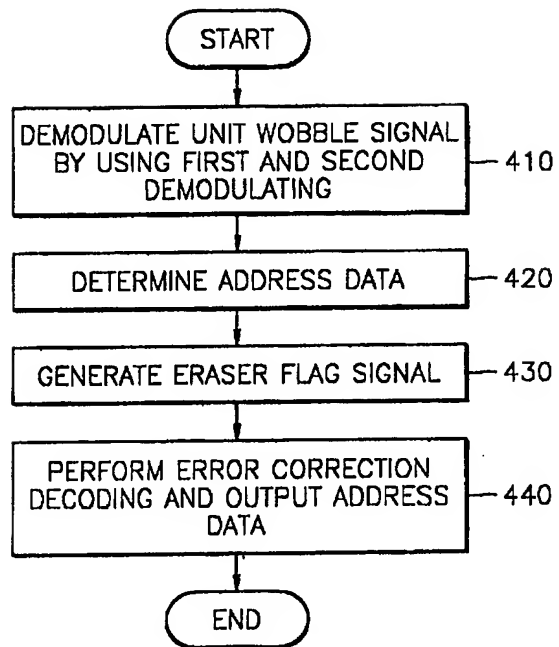 START
DEMODULATE UNIT WOBBLE SIGNAL
BY USING FIRST AND SECOND
DEMODULATING
410
DETERMINE ADDRESS DATA
420
GENERATE ERASER FLAG SIGNAL
430
PERFORM ERROR CORRECTION
DECODING AND OUTPUT ADDRESS
DATA
440
END